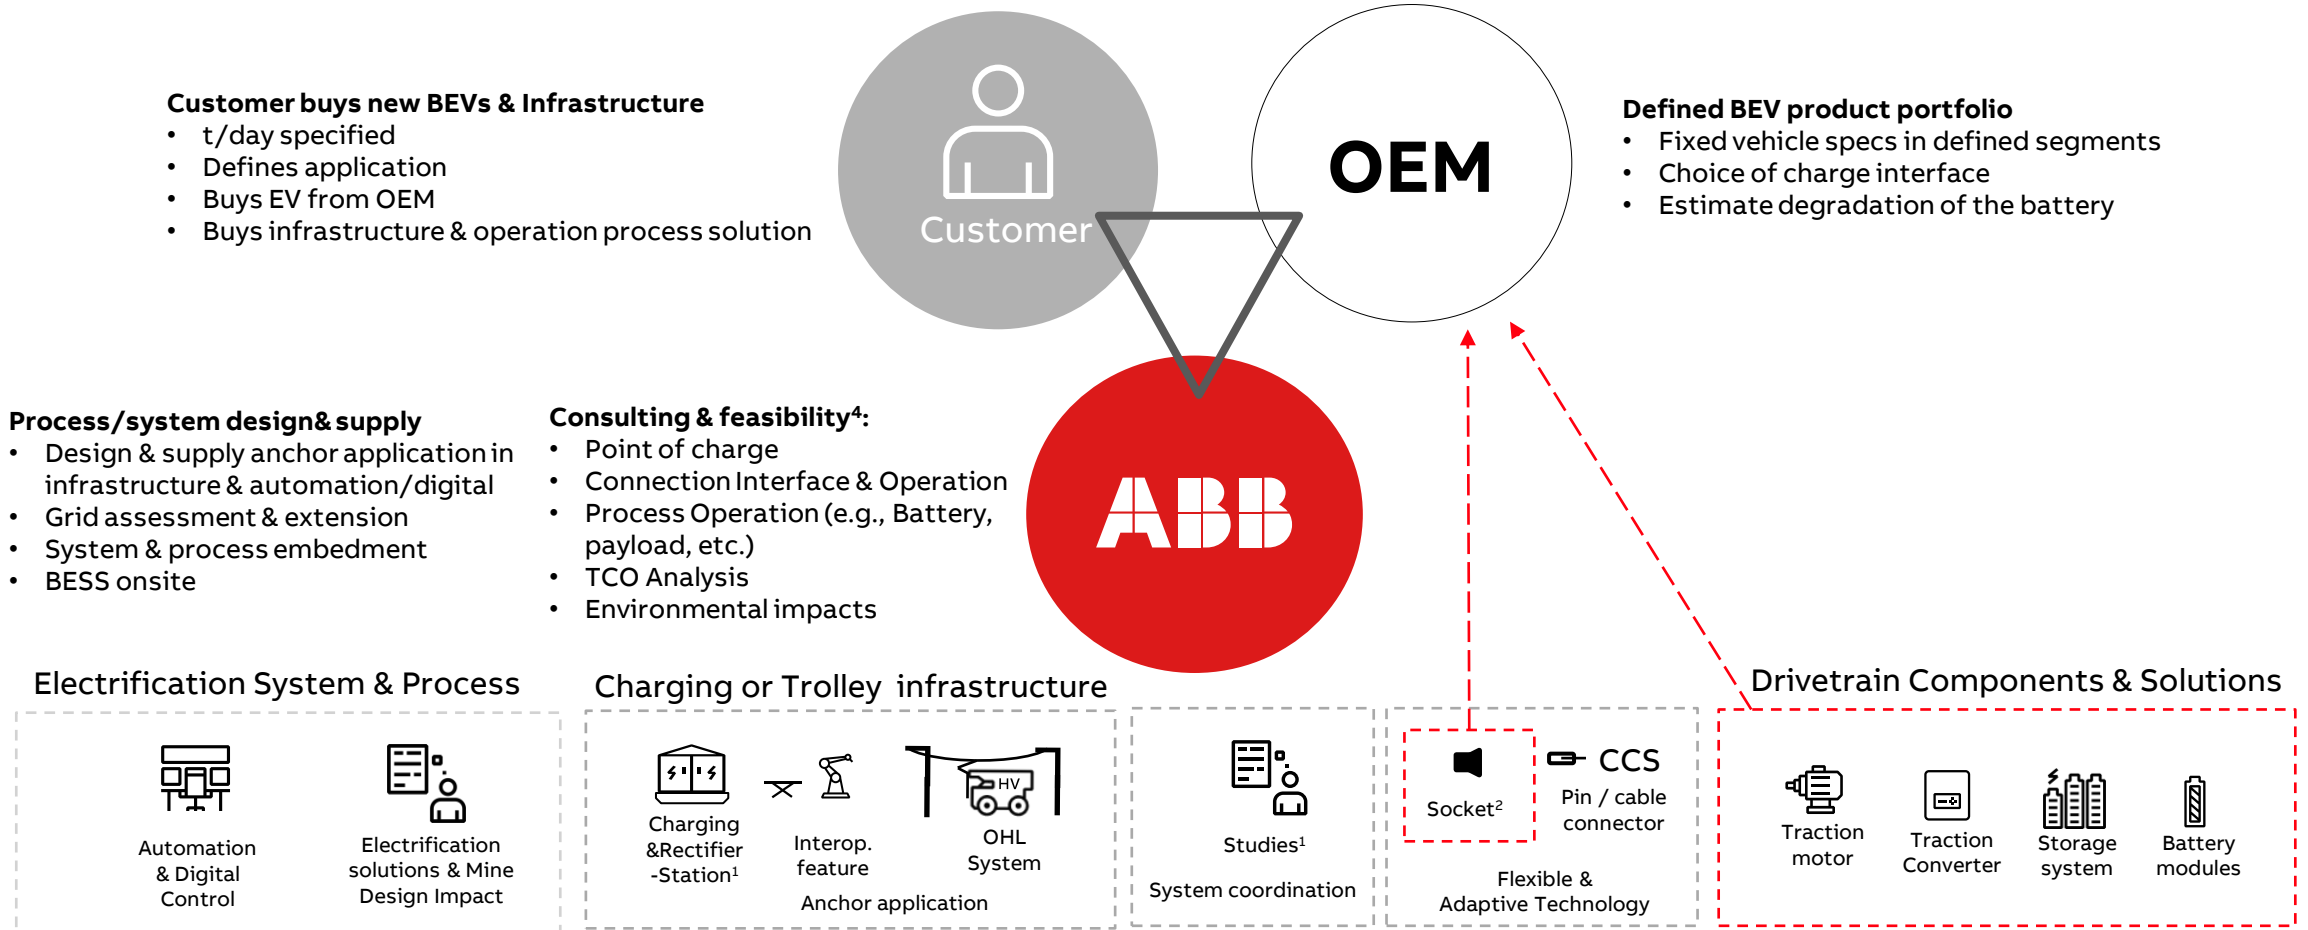 Customer buys new BEVs & Infrastructure
• t/day specified
• Defines application
• Buys EV from OEM
• Buys infrastructure & operation process solution
Customer
OEM
Defined BEV product portfolio
• Fixed vehicle specs in defined segments
• Choice of charge interface
• Estimate degradation of the battery
Process/system design& supply
• Design & supply anchor application in
infrastructure & automation/digital
• Grid assessment & extension
• System & process embedment
• BESS onsite
Consulting & feasibility⁴:
• Point of charge
• Connection Interface & Operation
• Process Operation (e.g., Battery,
payload, etc.)
• TCO Analysis
• Environmental impacts
ABB
Electrification System & Process
Automation
& Digital
Control
Electrification
solutions & Mine
Design Impact
Charging or Trolley infrastructure
Charging
&Rectifier
-Station¹
Interop.
feature
HV
OHL
System
Anchor application
Studies¹
System coordination
Socket²
CCS
Pin / cable
connector
Flexible &
Adaptive Technology
Drivetrain Components & Solutions
Traction
motor
Traction
Converter
Storage
system
Battery
modules